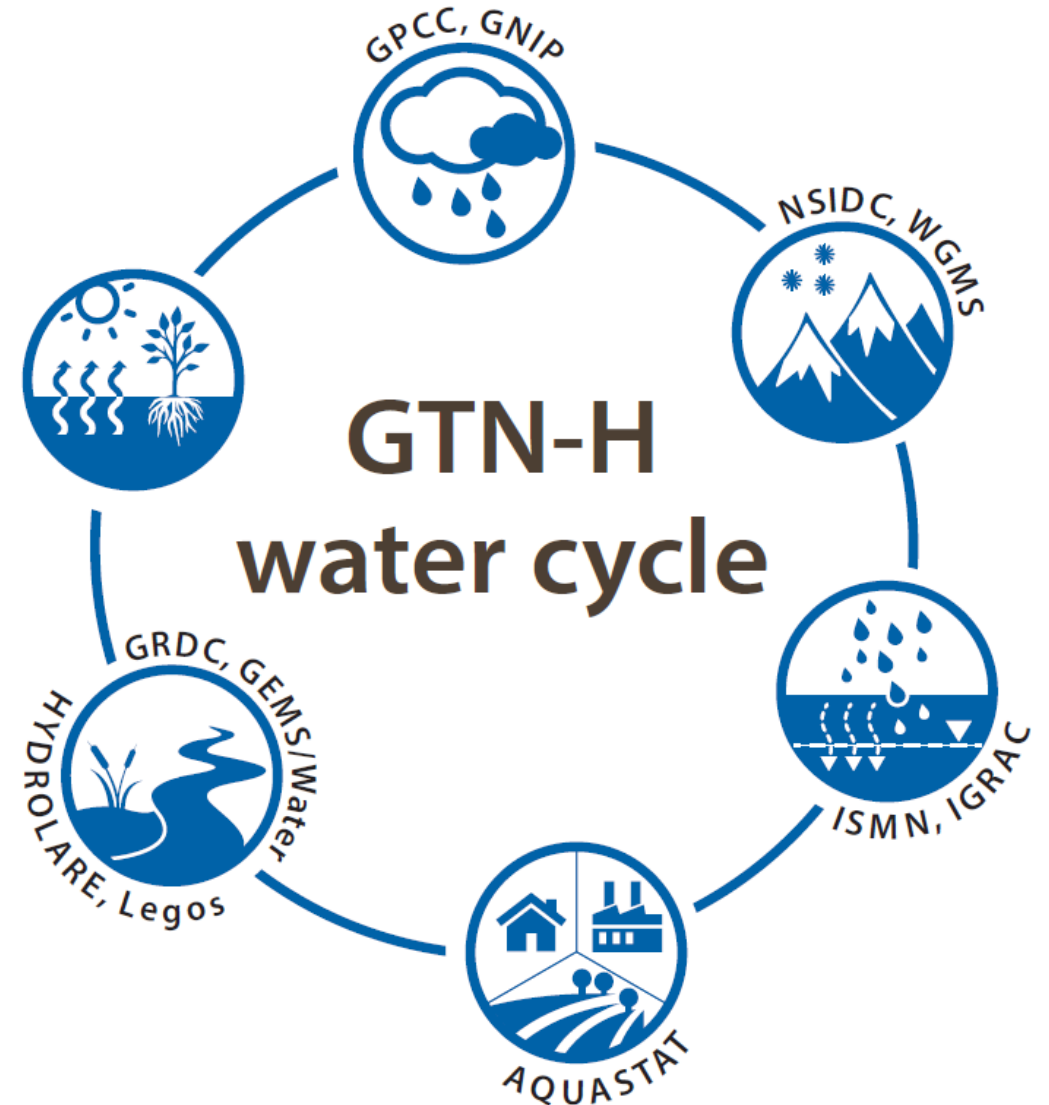 GPCC, GNIP
NSIDC, WGMS
GTN-H
water cycle
GRDC, GEMS/Water
HYDROLARE, Legos
ISMN, IGRAC
AQUASTAT